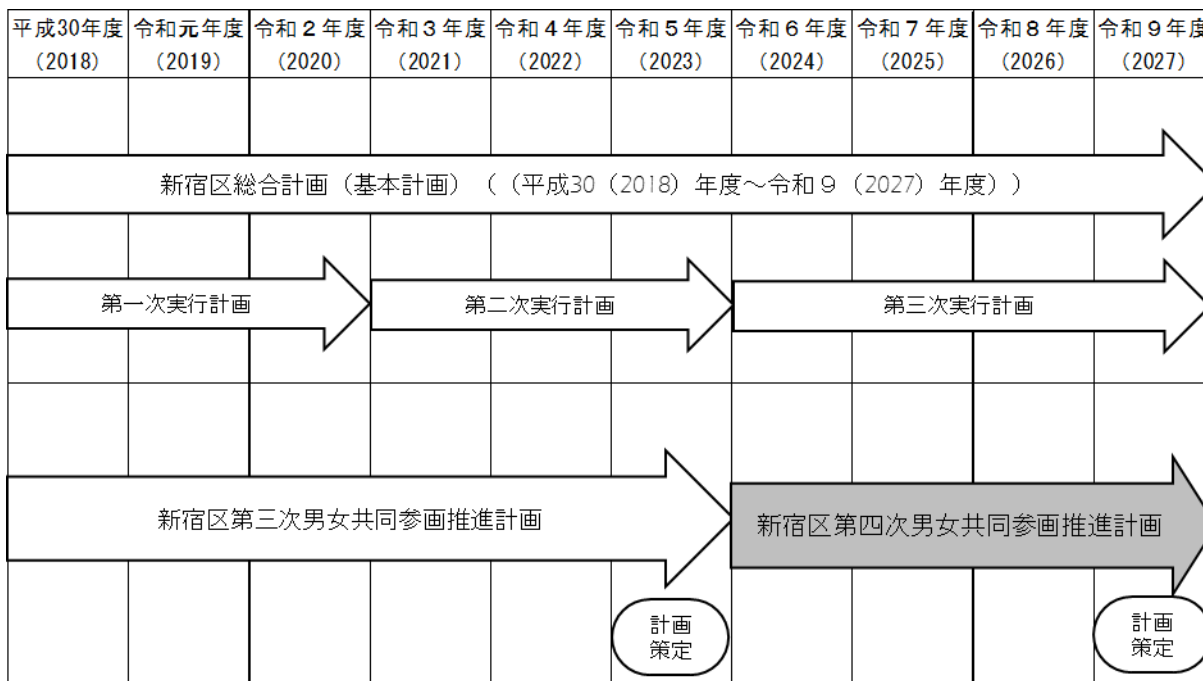 平成30年度 令和元年度 令和２年度 令和３年度 令和４年度 令和５年度 令和６年度 令和７年度 令和８年度 令和９年度
（2018） （2019） （2020） （2021） （2022） （2023） （2024） （2025） （2026） （2027）
新宿区総合計画（基本計画）（（平成30（2018）年度～令和９（2027）年度））
第一次実行計画 第二次実行計画 第三次実行計画
新宿区第三次男女共同参画推進計画 新宿区第四次男女共同参画推進計画
計画 計画
策定 策定